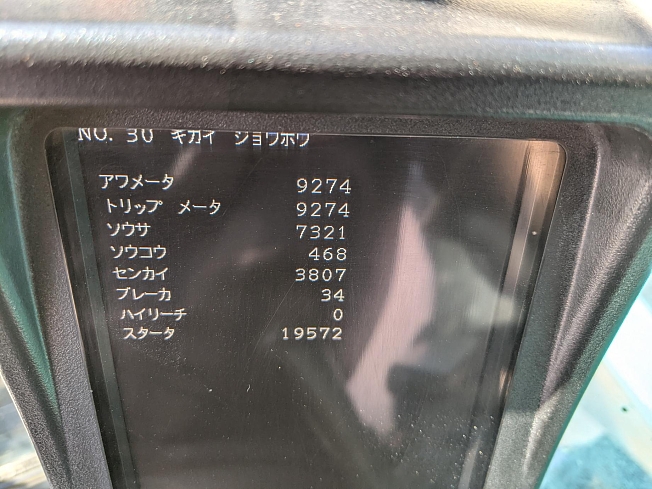 NO. 30 キカイ ジョウホウ
アワメータ 9274
トリップ メータ 9274
ソウサ 7321
ソウコウ 468
センカイ 3807
ブレーカ 34
ハイリーチ 0
スタータ 19572